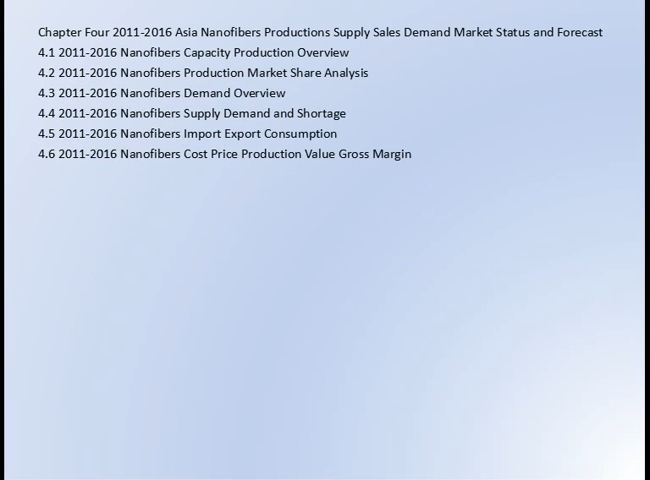 Chapter Four 2011-2016 Asia Nanofibers Productions Supply Sales Demand Market Status and Forecast
4.1 2011-2016 Nanofibers Capacity Production Overview
4.2 2011-2016 Nanofibers Production Market Share Analysis
4.3 2011-2016 Nanofibers Demand Overview
4.4 2011-2016 Nanofibers Supply Demand and Shortage
4.5 2011-2016 Nanofibers Import Export Consumption
4.6 2011-2016 Nanofibers Cost Price Production Value Gross Margin